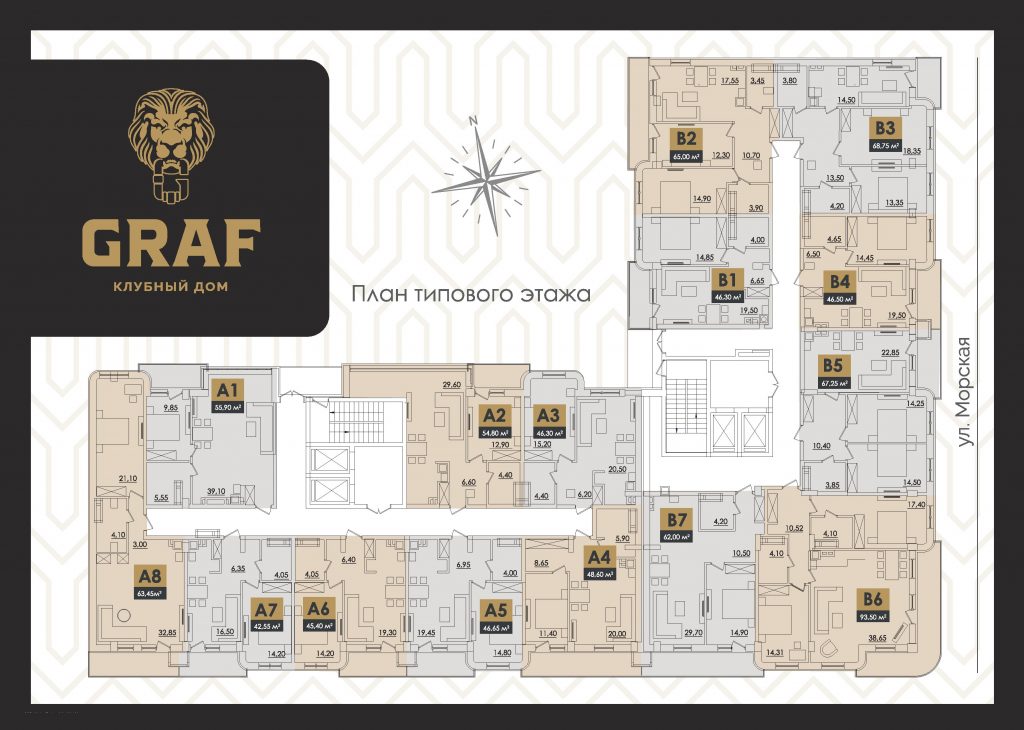 GRAF
КЛУБНЫЙ ДОМ
N
План типового этажа
ул. Морская
17,55
3,45
3,80
14,50
B2
65,00 м²
12,30
10,70
14,90
3,90
B3
68,75 м²
18,35
13,50
4,20
13,35
4,00
14,85
B1
46,30 м²
6,65
19,50
4,65
6,50
14,45
B4
46,50 м²
19,50
B5
67,25 м²
22,85
14,25
10,40
3,85
14,50
A1
55,90 м²
9,85
21,10
5,55
39,10
29,60
A2
54,80 м²
12,90
6,60
4,40
A3
46,30 м²
15,20
20,50
4,40
6,20
4,10
3,00
A8
63,45 м²
32,85
6,35
4,05
A7
42,55 м²
16,50
14,20
4,05
6,40
A6
45,40 м²
19,30
14,20
6,95
4,00
A5
46,65 м²
19,45
14,80
5,90
8,65
A4
48,60 м²
11,40
20,00
B7
62,00 м²
4,20
10,50
29,70
14,90
10,52
4,10
4,10
17,40
B6
93,50 м²
14,31
38,65